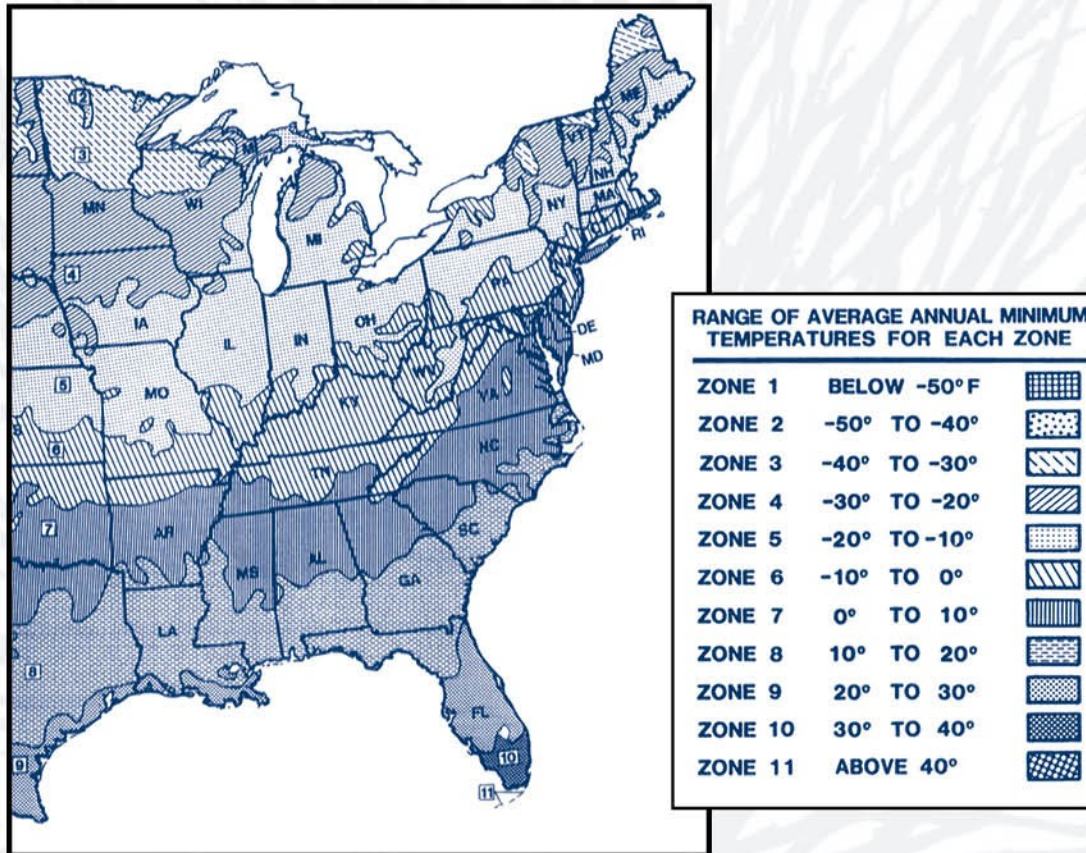 2
3
MI
ME
VT
NH
MN
WI
NY
MA
CT
RI
MI
4
PA
IA
OH
DE
IL
IN
MD
WV
5
MO
VA
KY
S
6
NC
TN
7
AR
SC
MS
AL
GA
LA
8
FL
9
10
11
RANGE OF AVERAGE ANNUAL MINIMUM
TEMPERATURES FOR EACH ZONE
ZONE 1 BELOW -50°F
ZONE 2 -50° TO -40°
ZONE 3 -40° TO -30°
ZONE 4 -30° TO -20°
ZONE 5 -20° TO -10°
ZONE 6 -10° TO 0°
ZONE 7 0° TO 10°
ZONE 8 10° TO 20°
ZONE 9 20° TO 30°
ZONE 10 30° TO 40°
ZONE 11 ABOVE 40°